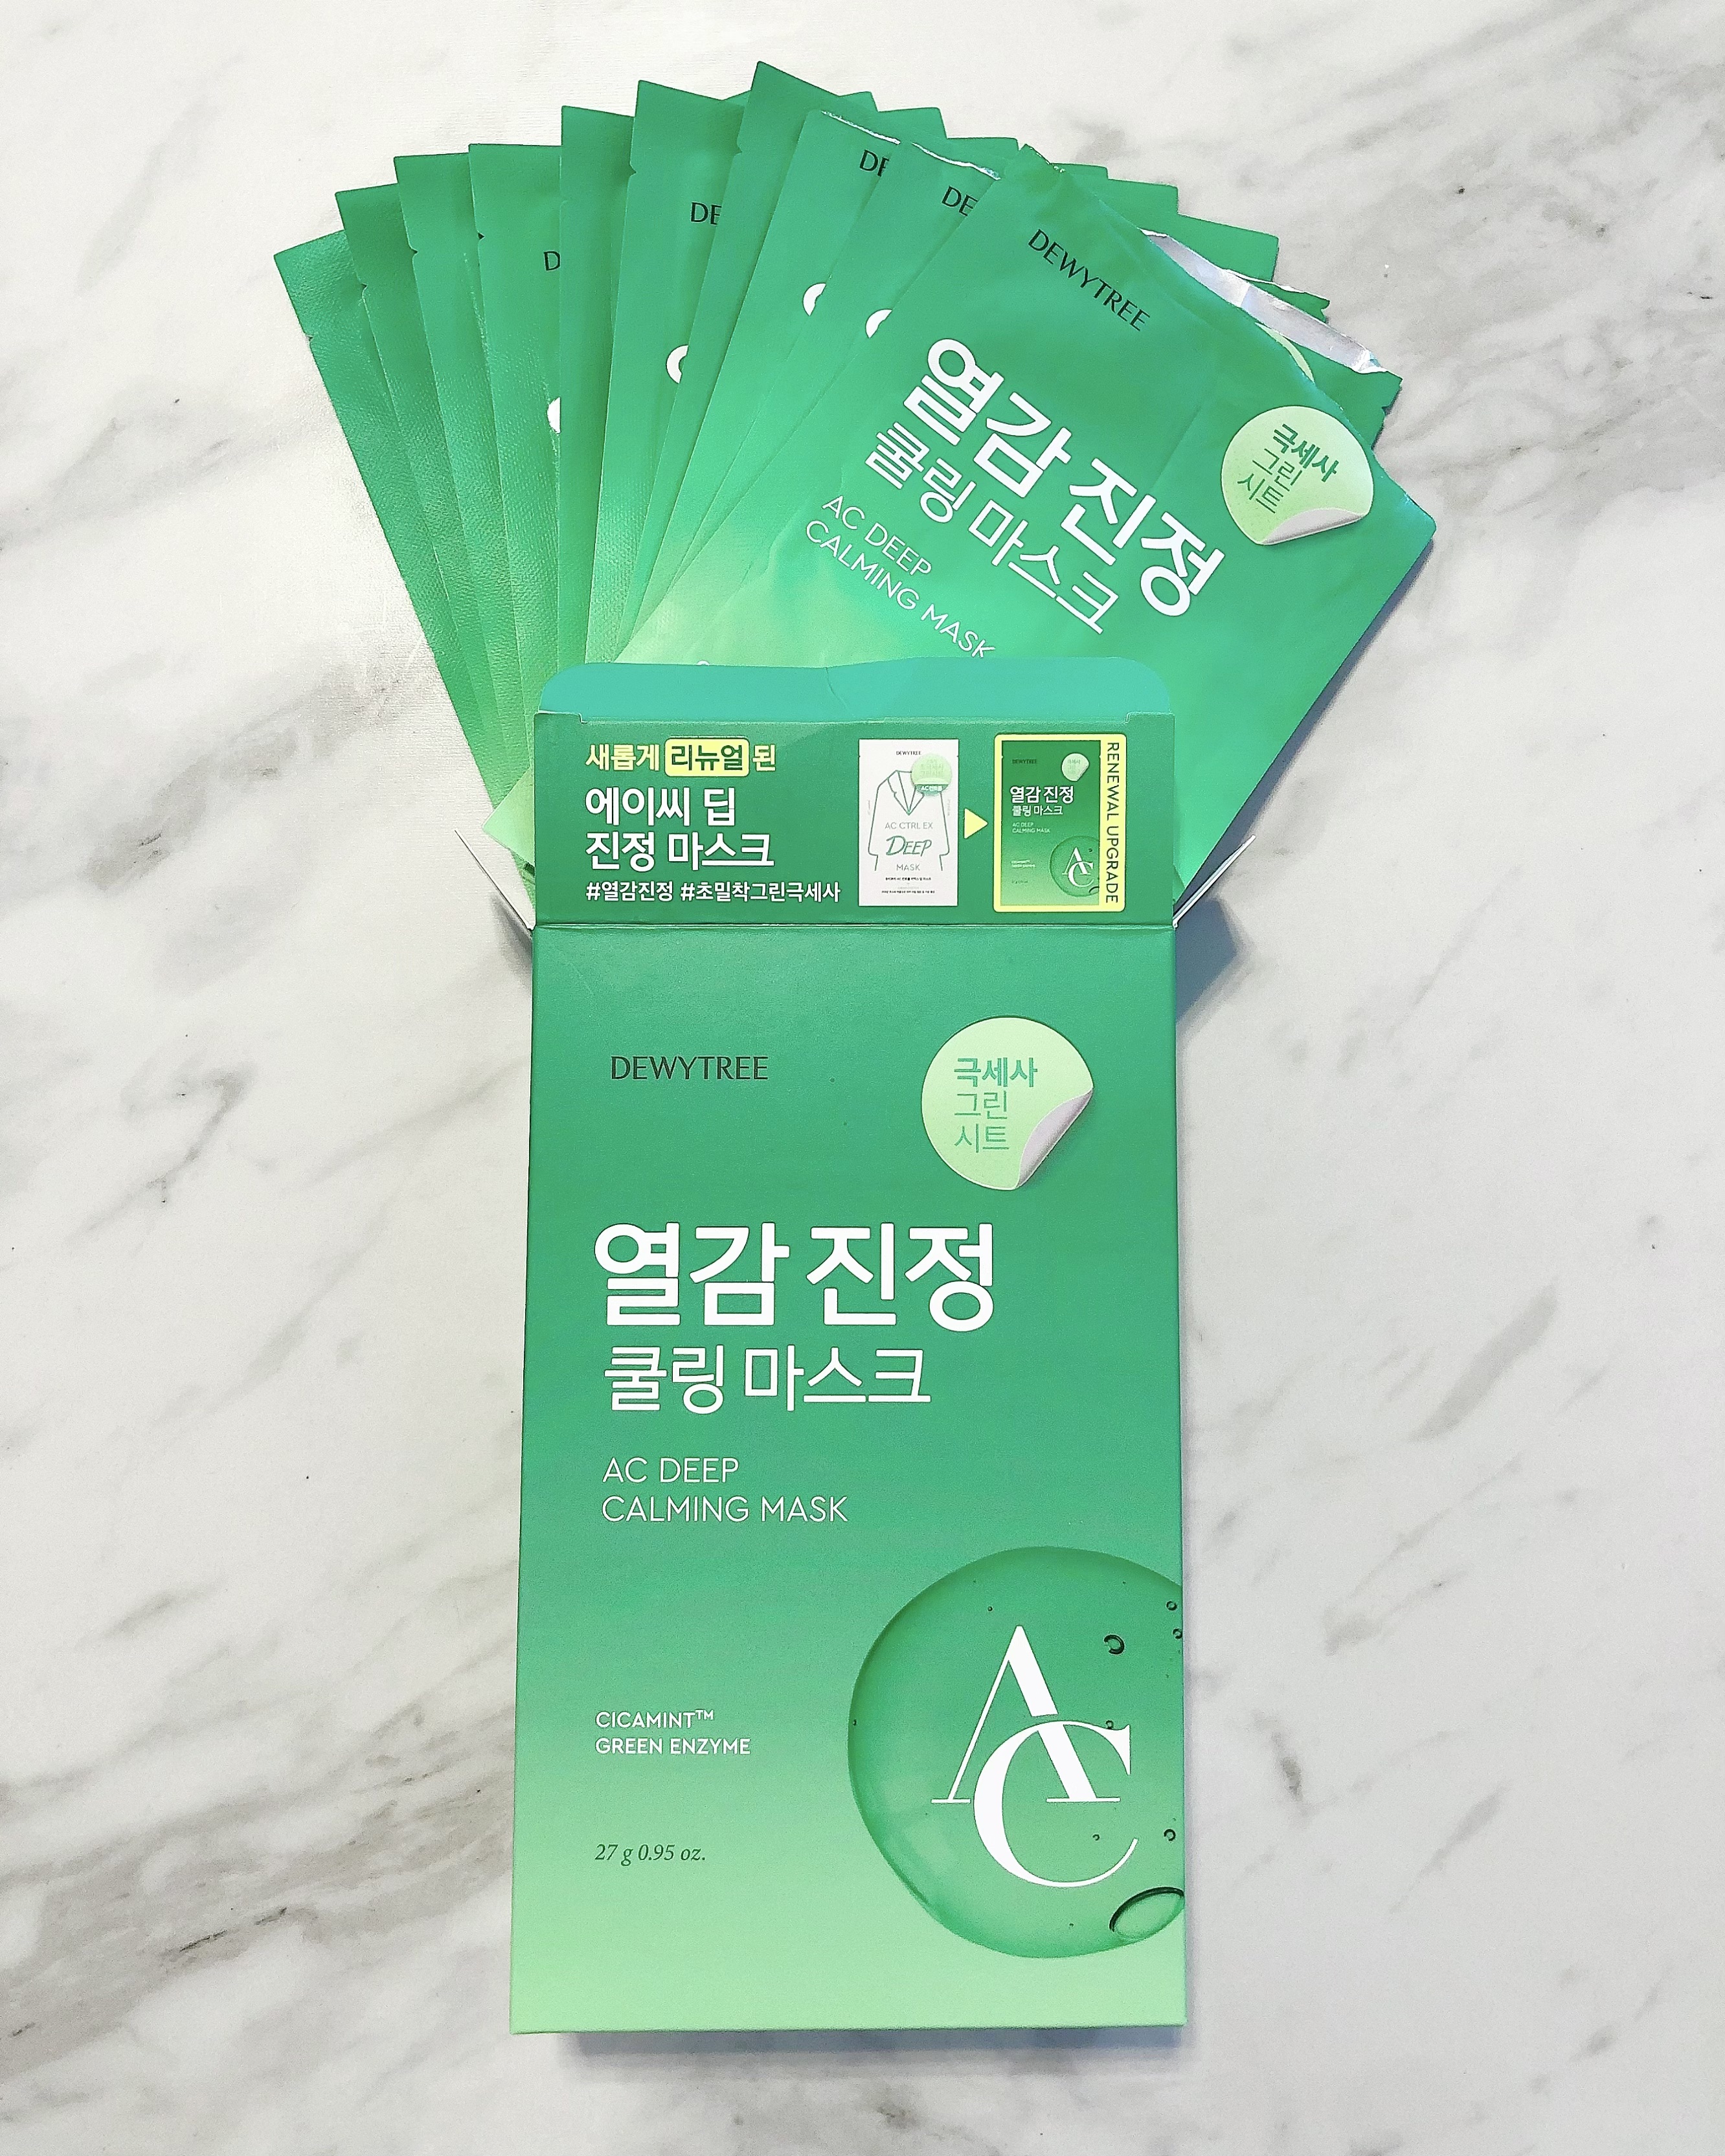 DE
DE
DE
D
DEWYTREE
극세사
그린
시트
열감 진정
쿨링 마스크
AC DEEP
CALMING MASK
새롭게 리뉴얼 된
에이씨 딥
진정 마스크
#열감진정 #초밀착그린극세사
DEWYTREE
AC CTRL EX
DEEP
MASK
DEWYTREE
열감 진정
쿨링 마스크
AC DEEP
CALMING MASK
AC
RENEWAL UPGRADE
DEWYTREE
극세사
그린
시트
열감 진정
쿨링 마스크
AC DEEP
CALMING MASK
CICAMINT™
GREEN ENZYME
AC
27 g 0.95 oz.